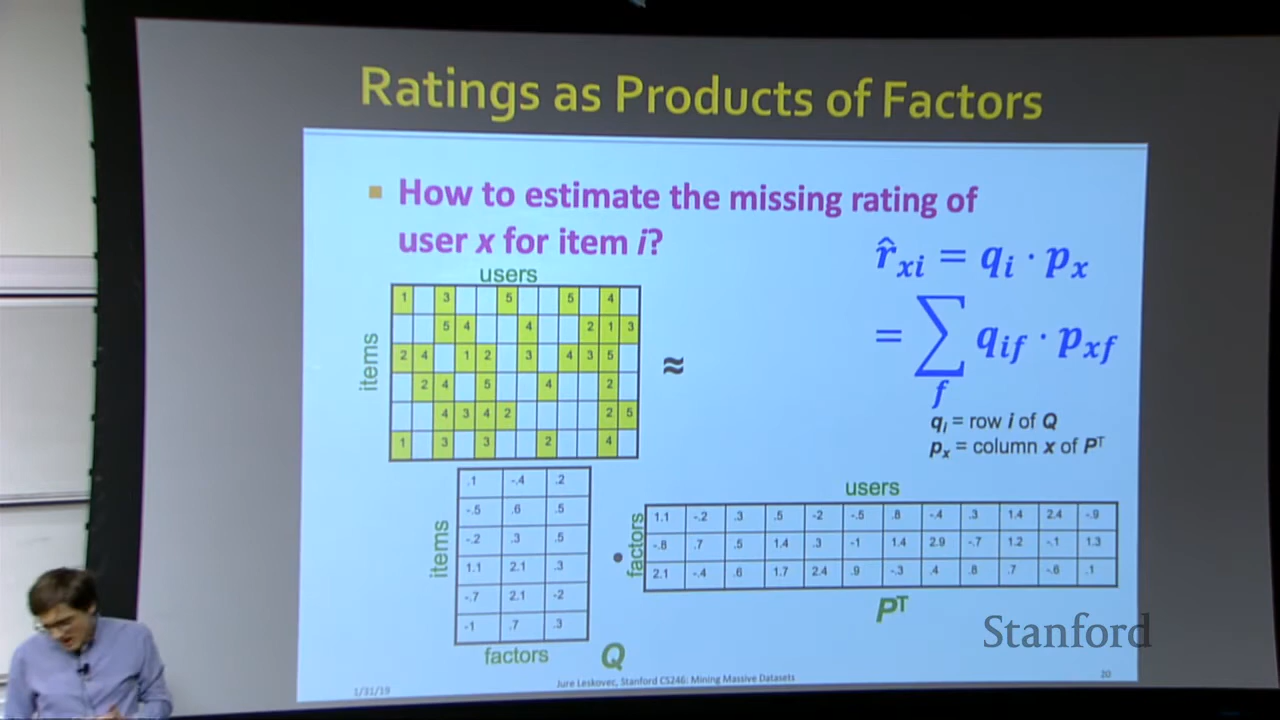 Ratings as Products of Factors
How to estimate the missing rating of
user x for item i?
r̂xi = qi · px
= ∑f qif · pxf
qi = row i of Q
px = column x of PT
users
items
1 3 5 5 4
5 4 4 2 1 3
2 4 1 2 3 4 3 5
2 4 5 4 2
4 3 4 2 2 5
1 3 3 2 4
≈
.1 -.4 .2
-.5 .6 .5
-.2 .3 .5
1.1 2.1 .3
-.7 2.1 -2
-1 .7 .3
items
factors
Q
•
users
factors
1.1 -.2 .3 .5 -2 -.5 .8 -.4 .3 1.4 2.4 -.9
-.8 .7 .5 1.4 .3 -1 1.4 2.9 -.7 1.2 -.1 1.3
2.1 -.4 .6 1.7 2.4 .9 -.3 .4 .8 .7 -.6 .1
PT
Stanford
1/31/19
Jure Leskovec, Stanford CS246: Mining Massive Datasets
20